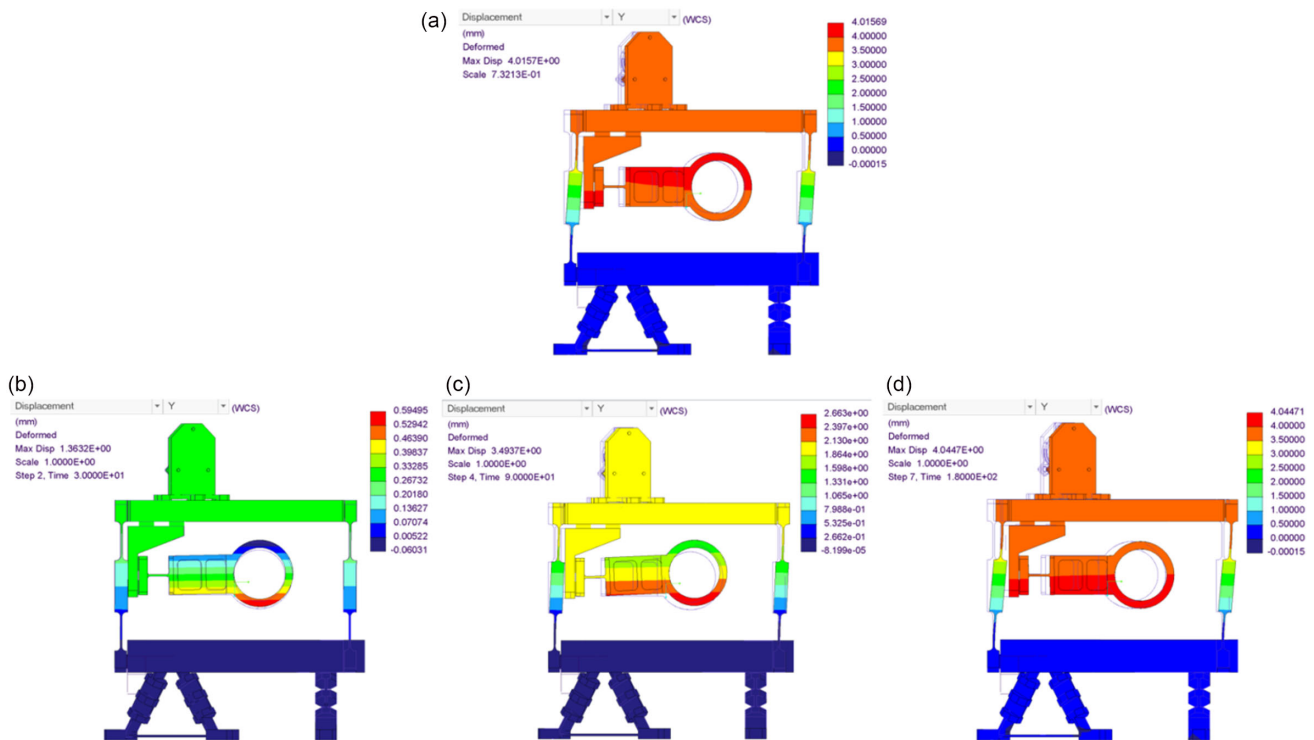 (a)
Displacement Y (WCS)
(mm)
Deformed
Max Disp 4.0157E+00
Scale 7.3213E-01
4.01569
4.00000
3.50000
3.00000
2.50000
2.00000
1.50000
1.00000
0.50000
0.00000
-0.00015
(b)
Displacement Y (WCS)
(mm)
Deformed
Max Disp 1.3632E+00
Scale 1.0000E+00
Step 2, Time 3.0000E+01
0.59495
0.52942
0.46390
0.39837
0.33285
0.26732
0.20180
0.13627
0.07074
0.00522
-0.06031
(c)
Displacement Y (WCS)
(mm)
Deformed
Max Disp 3.4937E+00
Scale 1.0000E+00
Step 4, Time 9.0000E+01
2.663e+00
2.397e+00
2.130e+00
1.864e+00
1.598e+00
1.331e+00
1.065e+00
7.988e-01
5.325e-01
2.662e-01
-8.199e-05
(d)
Displacement Y (WCS)
(mm)
Deformed
Max Disp 4.0447E+00
Scale 1.0000E+00
Step 7, Time 1.8000E+02
4.04471
4.00000
3.50000
3.00000
2.50000
2.00000
1.50000
1.00000
0.50000
0.00000
-0.00015